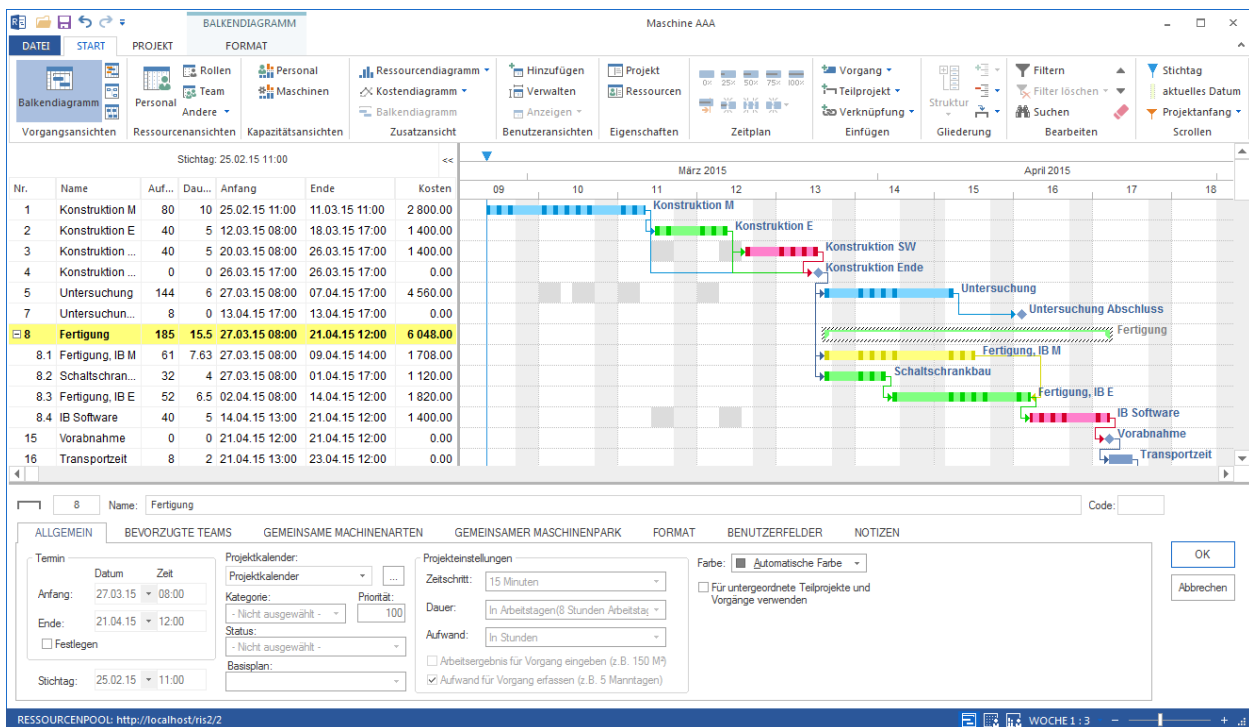 BALKENDIAGRAMM
Maschine AAA
DATEI START PROJEKT FORMAT
Balkendiagramm
Vorgangsansichten
Personal
Rollen
Team
Andere
Ressourcenansichten
Personal
Maschinen
Kapazitätsansichten
Ressourcendiagramm
Kostendiagramm
Balkendiagramm
Zusatzansicht
Hinzufügen
Verwalten
Anzeigen
Benutzeransichten
Projekt
Ressourcen
Eigenschaften
0× 25× 50× 75× 100×
Zeitplan
Vorgang
Teilprojekt
Verknüpfung
Einfügen
Struktur
Gliederung
Filtern
Filter löschen
Suchen
Bearbeiten
Stichtag
aktuelles Datum
Projektanfang
Scrollen
Stichtag: 25.02.15 11:00 <<
März 2015 April 2015
09 10 11 12 13 14 15 16 17 18
Nr. Name Auf... Dau... Anfang Ende Kosten
1 Konstruktion M 80 10 25.02.15 11:00 11.03.15 11:00 2 800.00
2 Konstruktion E 40 5 12.03.15 08:00 18.03.15 17:00 1 400.00
3 Konstruktion ... 40 5 20.03.15 08:00 26.03.15 17:00 1 400.00
4 Konstruktion ... 0 0 26.03.15 17:00 26.03.15 17:00 0.00
5 Untersuchung 144 6 27.03.15 08:00 07.04.15 17:00 4 560.00
7 Untersuchun... 8 0 13.04.15 17:00 13.04.15 17:00 0.00
8 Fertigung 185 15.5 27.03.15 08:00 21.04.15 12:00 6 048.00
8.1 Fertigung, IB M 61 7.63 27.03.15 08:00 09.04.15 14:00 1 708.00
8.2 Schaltschran... 32 4 27.03.15 08:00 01.04.15 17:00 1 120.00
8.3 Fertigung, IB E 52 6.5 02.04.15 08:00 14.04.15 12:00 1 820.00
8.4 IB Software 40 5 14.04.15 13:00 21.04.15 12:00 1 400.00
15 Vorabnahme 0 0 21.04.15 12:00 21.04.15 12:00 0.00
16 Transportzeit 8 2 21.04.15 13:00 23.04.15 12:00 0.00
Konstruktion M
Konstruktion E
Konstruktion SW
Konstruktion Ende
Untersuchung
Untersuchung Abschluss
Fertigung
Fertigung, IB M
Schaltschrankbau
Fertigung, IB E
IB Software
Vorabnahme
Transportzeit
8 Name: Fertigung Code:
ALLGEMEIN BEVORZUGTE TEAMS GEMEINSAME MACHINENARTEN GEMEINSAMER MASCHINENPARK FORMAT BENUTZERFELDER NOTIZEN
Termin
Datum Zeit
Anfang: 27.03.15 08:00
Ende: 21.04.15 12:00
Festlegen
Stichtag: 25.02.15 11:00
Projektkalender:
Projektkalender ...
Kategorie: Priorität:
- Nicht ausgewählt - 100
Status:
- Nicht ausgewählt -
Basisplan:
Projekteinstellungen
Zeitschritt: 15 Minuten
Dauer: In Arbeitstagen(8 Stunden Arbeitstag
Aufwand: In Stunden
Arbeitsergebnis für Vorgang eingeben (z.B. 150 M³)
Aufwand für Vorgang erfassen (z.B. 5 Manntagen)
Farbe: Automatische Farbe
Für untergeordnete Teilprojekte und
Vorgänge verwenden
OK
Abbrechen
RESSOURCENPOOL: http://localhost/ris2/2 WOCHE 1 : 3